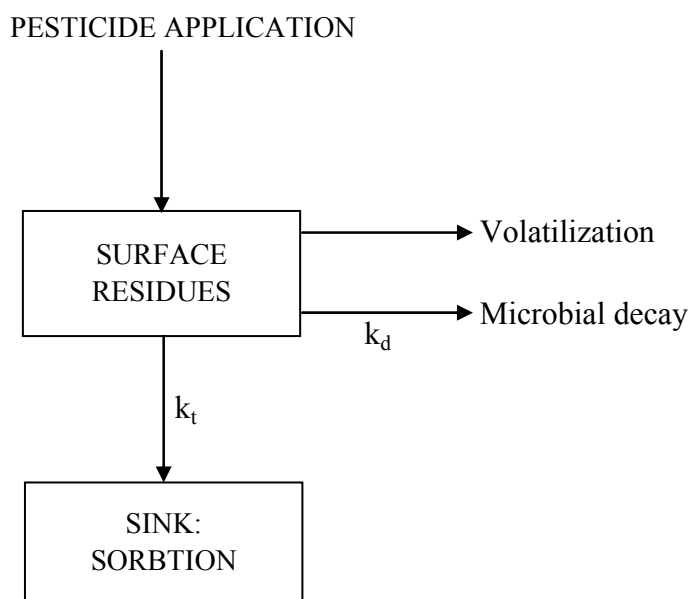 PESTICIDE APPLICATION
SURFACE
RESIDUES
Volatilization
Microbial decay
k_d
k_t
SINK:
SORBTION